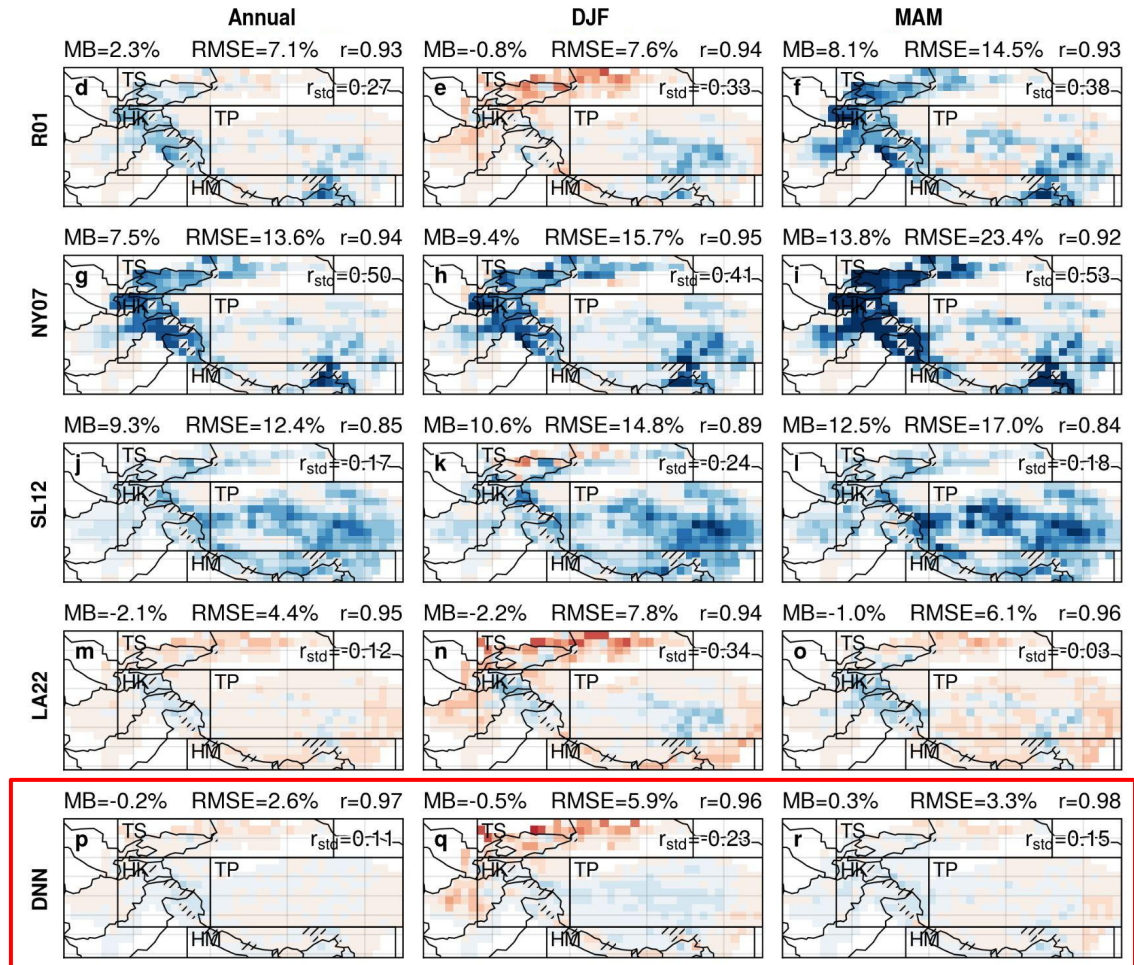 Annual DJF MAM
MB=2.3% RMSE=7.1% r=0.93 MB=-0.8% RMSE=7.6% r=0.94 MB=8.1% RMSE=14.5% r=0.93
R01
d TS rstd=0.27 HK TP HM
e TS rstd=0.33 HK TP HM
f TS rstd=0.38 HK TP HM
MB=7.5% RMSE=13.6% r=0.94 MB=9.4% RMSE=15.7% r=0.95 MB=13.8% RMSE=23.4% r=0.92
NY07
g TS rstd=0.50 HK TP HM
h TS rstd=0.41 HK TP HM
i TS rstd=0.53 HK TP HM
MB=9.3% RMSE=12.4% r=0.85 MB=10.6% RMSE=14.8% r=0.89 MB=12.5% RMSE=17.0% r=0.84
SL12
j TS rstd=0.17 HK TP HM
k TS rstd=0.24 HK TP HM
l TS rstd=0.18 HK TP HM
MB=-2.1% RMSE=4.4% r=0.95 MB=-2.2% RMSE=7.8% r=0.94 MB=-1.0% RMSE=6.1% r=0.96
LA22
m TS rstd=0.12 HK TP HM
n TS rstd=0.34 HK TP HM
o TS rstd=0.03 HK TP HM
MB=-0.2% RMSE=2.6% r=0.97 MB=-0.5% RMSE=5.9% r=0.96 MB=0.3% RMSE=3.3% r=0.98
DNN
p TS rstd=0.11 HK TP HM
q TS rstd=0.23 HK TP HM
r TS rstd=0.15 HK TP HM